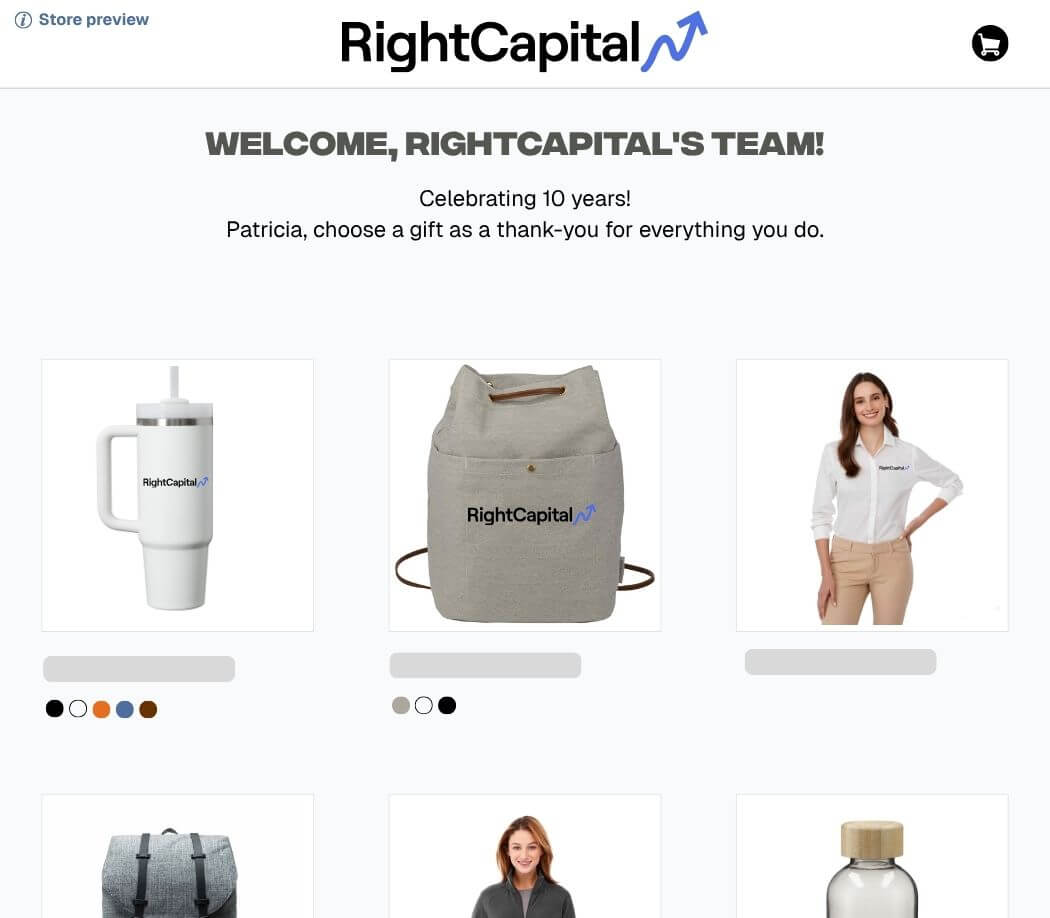 Store preview
RightCapital
WELCOME, RIGHTCAPITAL'S TEAM!
Celebrating 10 years!
Patricia, choose a gift as a thank-you for everything you do.
RightCapital
RightCapital
RightCapital